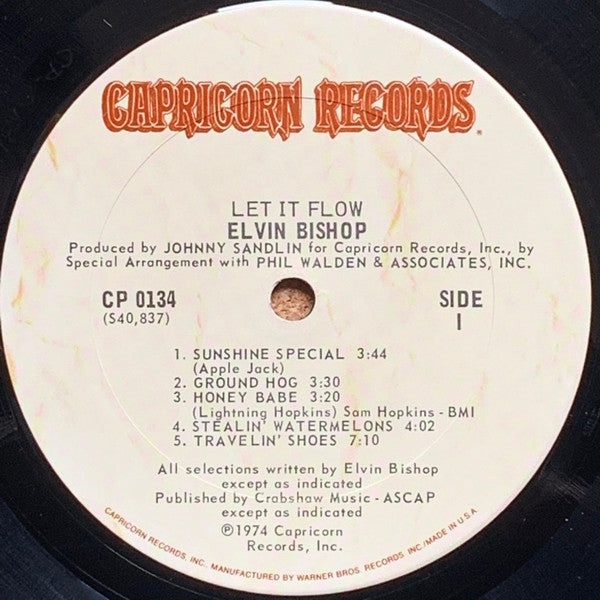 CAPRICORN RECORDS.
LET IT FLOW
ELVIN BISHOP
Produced by JOHNNY SANDLIN for Capricorn Records, Inc., by
Special Arrangement with PHIL WALDEN & ASSOCIATES, INC.
CP 0134
(S40,837)
SIDE
1
1. SUNSHINE SPECIAL 3:44
(Apple Jack)
2. GROUND HOG 3:30
3. HONEY BABE 3:20
(Lightning Hopkins) Sam Hopkins - BMI
4. STEALIN' WATERMELONS 4:02
5. TRAVELIN' SHOES 7:10
All selections written by Elvin Bishop
except as indicated
Published by Crabshaw Music - ASCAP
except as indicated
℗1974 Capricorn
Records, Inc.
CAPRICORN RECORDS, INC. MANUFACTURED BY WARNER BROS. RECORDS INC./MADE IN U.S.A.